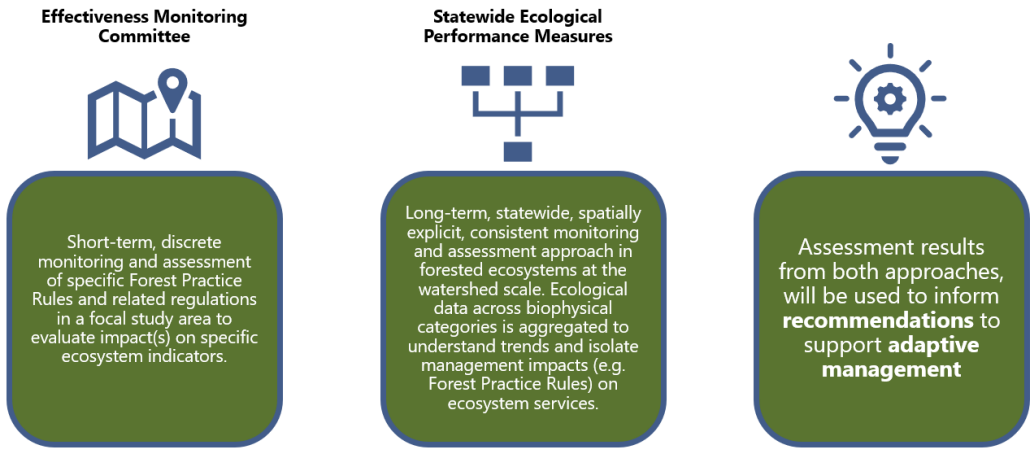 Effectiveness Monitoring
Committee
Short-term, discrete
monitoring and assessment
of specific Forest Practice
Rules and related regulations
in a focal study area to
evaluate impact(s) on specific
ecosystem indicators.
Statewide Ecological
Performance Measures
Long-term, statewide, spatially
explicit, consistent monitoring
and assessment approach in
forested ecosystems at the
watershed scale. Ecological
data across biophysical
categories is aggregated to
understand trends and isolate
management impacts (e.g.
Forest Practice Rules) on
ecosystem services.
Assessment results
from both approaches,
will be used to inform
recommendations to
support adaptive
management